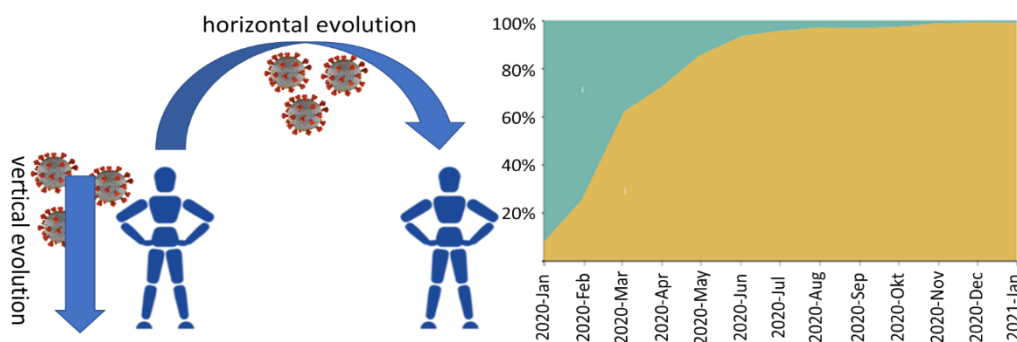 horizontal evolution
vertical evolution
100%
80%
60%
40%
20%
2020-Jan
2020-Feb
2020-Mar
2020-Apr
2020-May
2020-Jun
2020-Jul
2020-Aug
2020-Sep
2020-Okt
2020-Nov
2020-Dec
2021-Jan